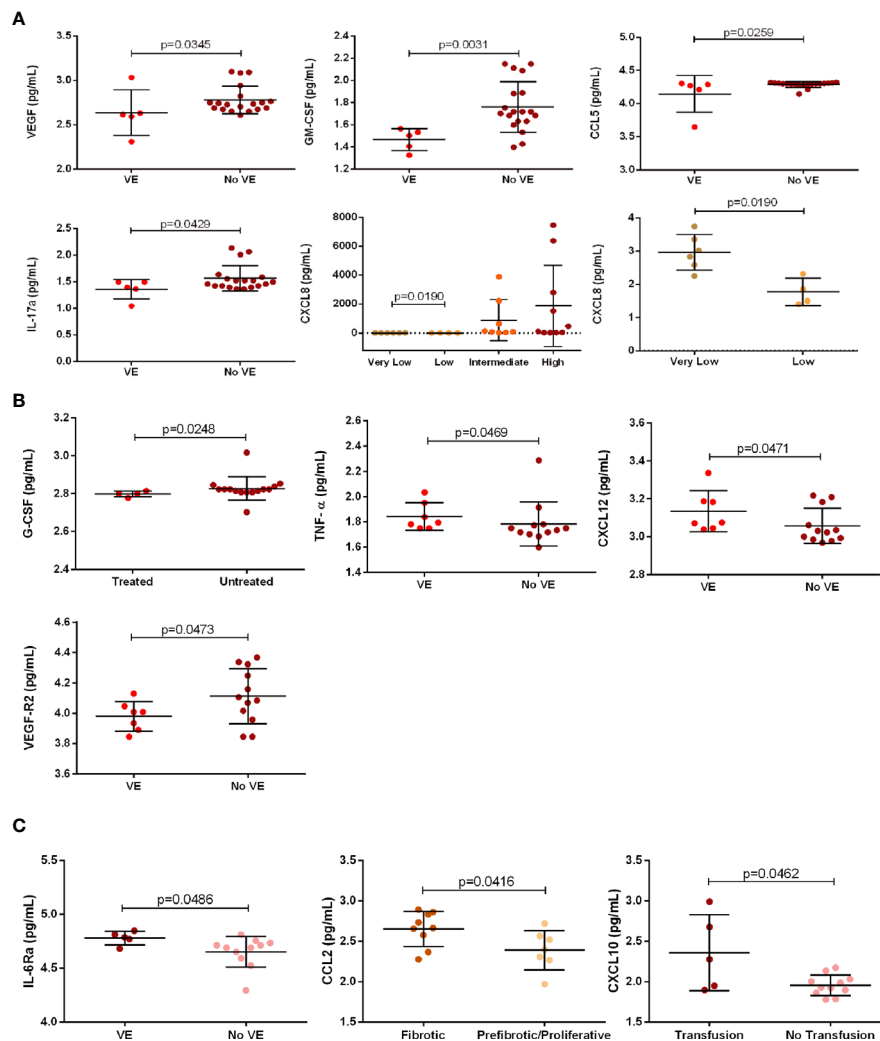 A
p=0.0345
VEGF (pg/mL)
3.5
3.0
2.5
2.0
VE
No VE
p=0.0031
GM-CSF (pg/mL)
2.4
2.2
2.0
1.8
1.6
1.4
1.2
VE
No VE
p=0.0259
CCL5 (pg/mL)
5.0
4.5
4.0
3.5
3.0
VE
No VE
p=0.0429
IL-17a (pg/mL)
2.5
2.0
1.5
1.0
0.5
0.0
VE
No VE
p=0.0190
CXCL8 (pg/mL)
8000
6000
4000
2000
0
Very Low
Low
Intermediate
High
p=0.0190
CXCL8 (pg/mL)
4
3
2
1
0
Very Low
Low
B
p=0.0248
G-CSF (pg/mL)
3.2
3.0
2.8
2.6
2.4
Treated
Untreated
p=0.0469
TNF-α (pg/mL)
2.6
2.4
2.2
2.0
1.8
1.6
1.4
VE
No VE
p=0.0471
CXCL12 (pg/mL)
3.6
3.4
3.2
3.0
2.8
VE
No VE
p=0.0473
VEGF-R2 (pg/mL)
4.6
4.4
4.2
4.0
3.8
3.6
VE
No VE
C
p=0.0486
IL-6Ra (pg/mL)
5.5
5.0
4.5
4.0
VE
No VE
p=0.0416
CCL2 (pg/mL)
3.5
3.0
2.5
2.0
1.5
Fibrotic
Prefibrotic/Proliferative
p=0.0462
CXCL10 (pg/mL)
3.5
3.0
2.5
2.0
1.5
Transfusion
No Transfusion